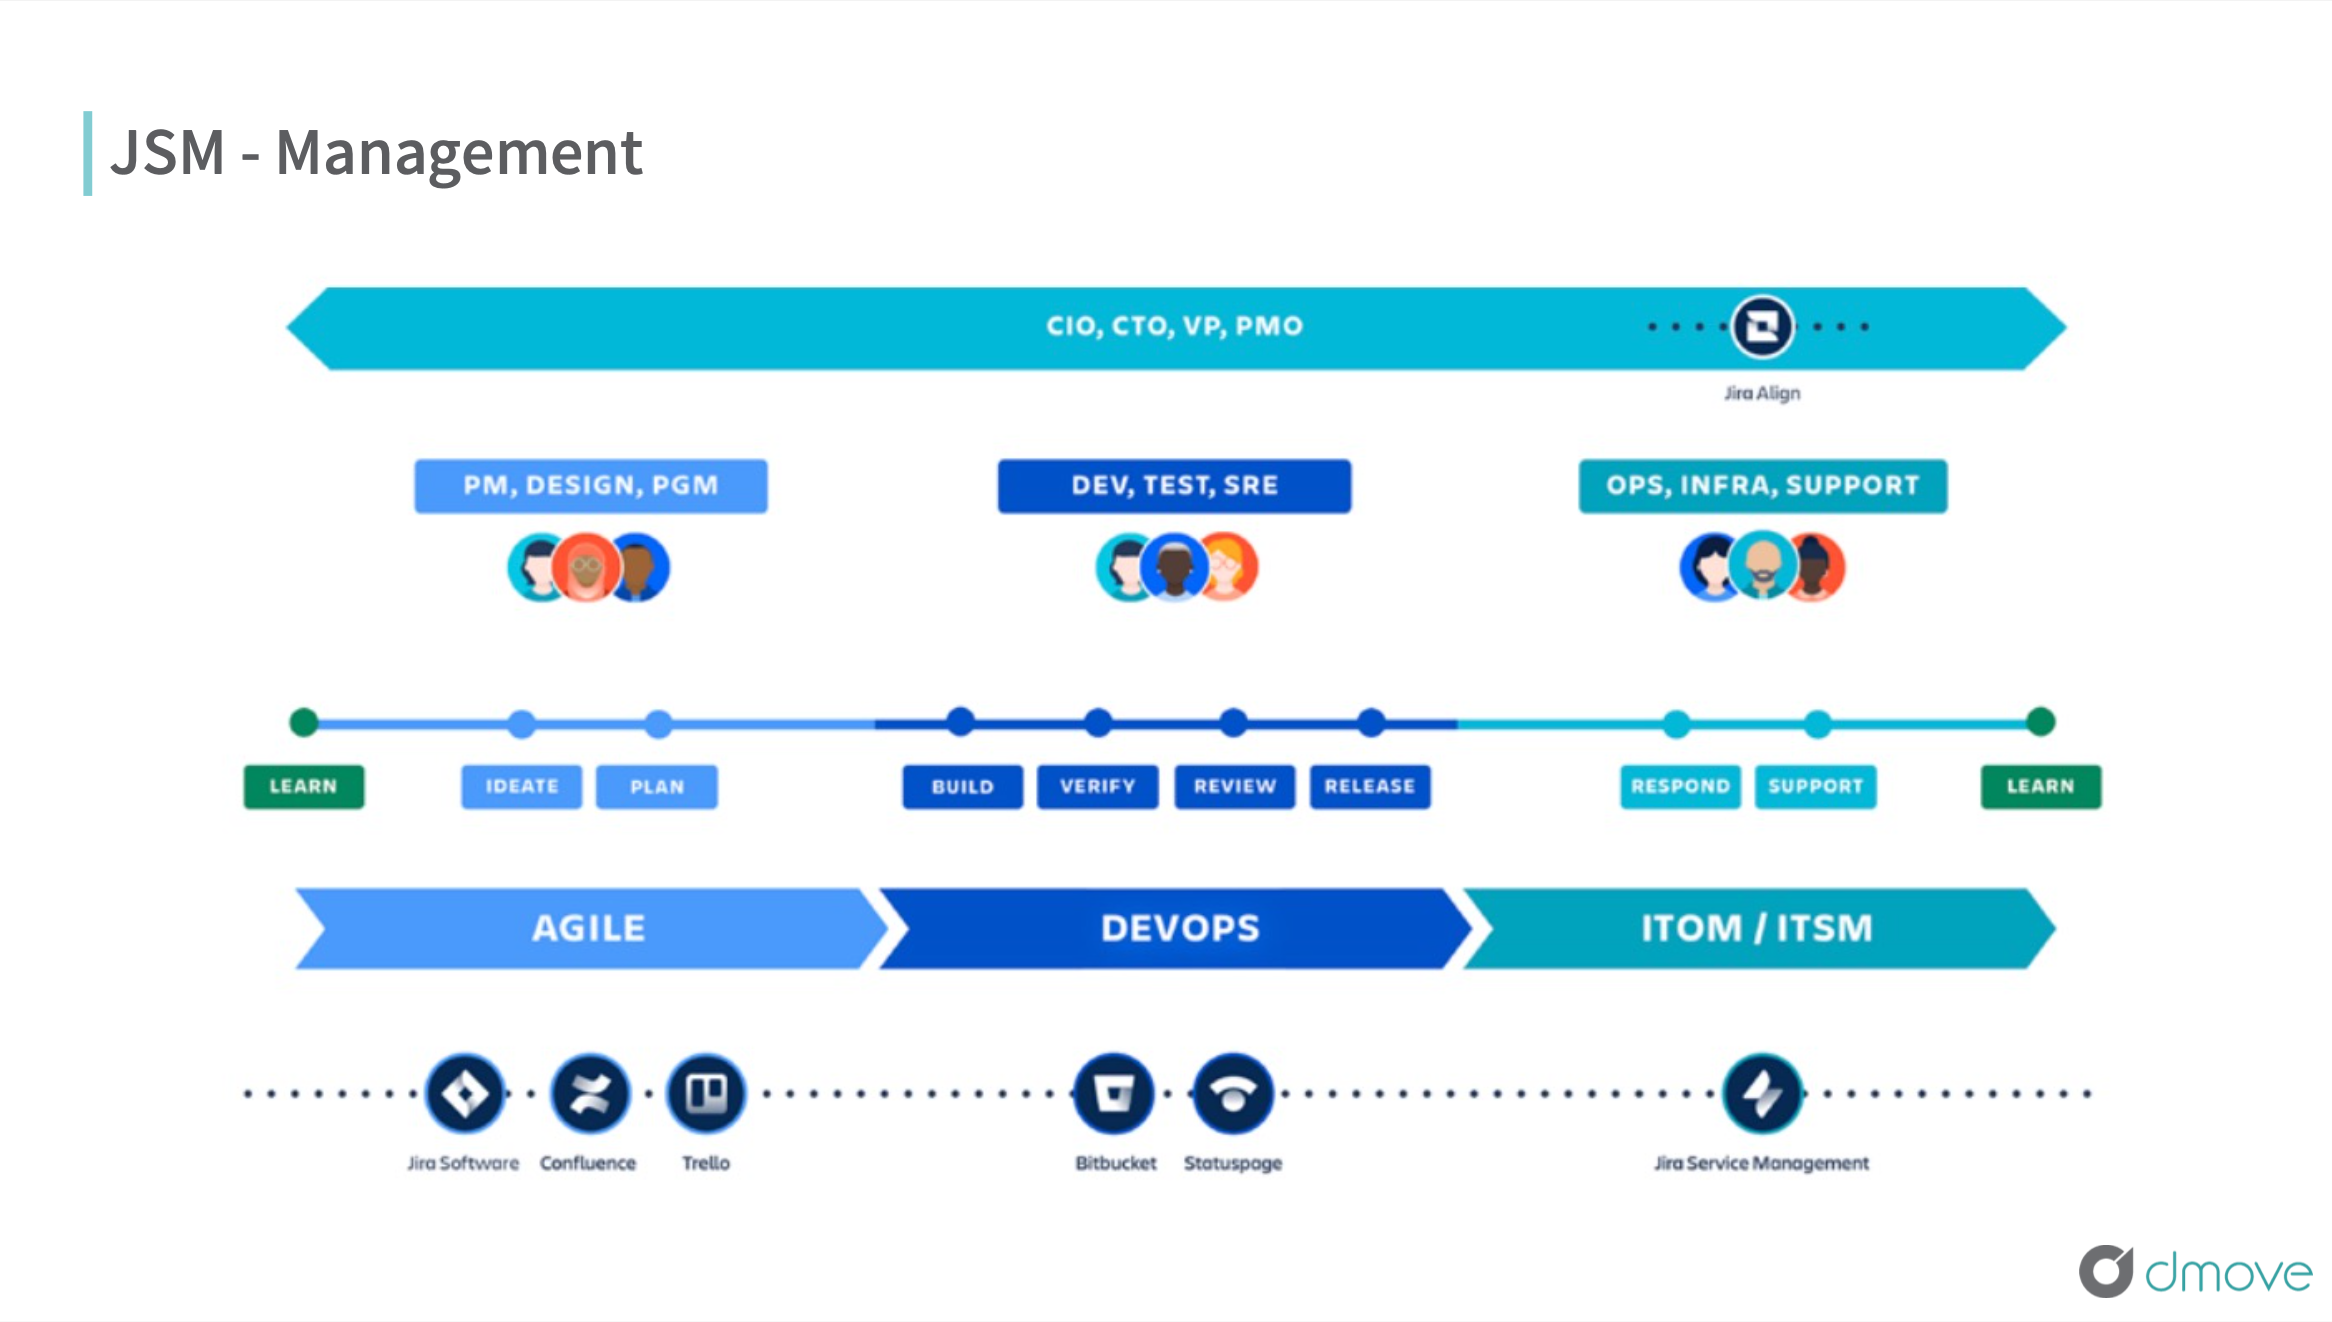 JSM - Management
CIO, CTO, VP, PMO
Jira Align
PM, DESIGN, PGM
DEV, TEST, SRE
OPS, INFRA, SUPPORT
LEARN
IDEATE
PLAN
BUILD
VERIFY
REVIEW
RELEASE
RESPOND
SUPPORT
LEARN
AGILE
DEVOPS
ITOM / ITSM
Jira Software
Confluence
Trello
Bitbucket
Statuspage
Jira Service Management
dmove